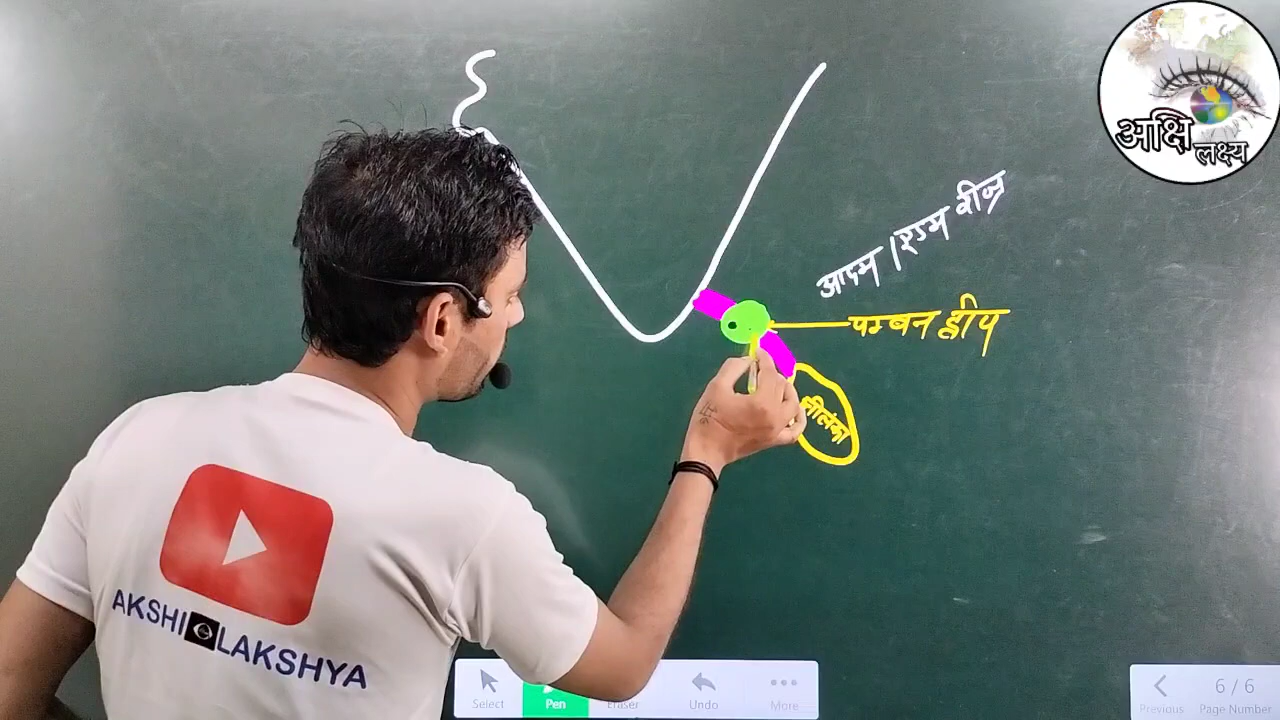 अक्षि
लक्ष्य
आदम / राम ब्रीज
पम्बन द्वीप
श्रीलंका
AKSHI LAKSHYA
Select
Pen
Eraser
Undo
More
Previous
6 / 6
Page Number